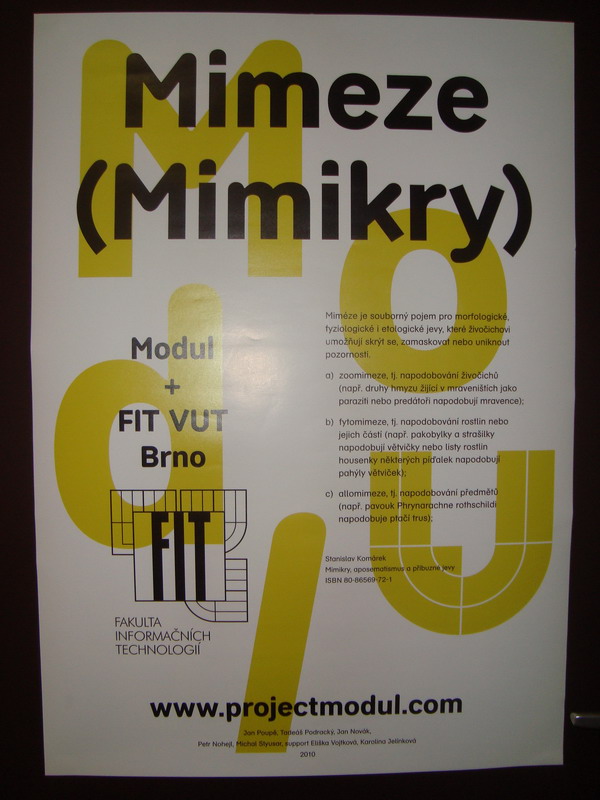 Mimeze
(Mimikry)
Modul
Miméze je souborný pojem pro morfologické,
fyziologické i etologické jevy, které živočichovi
umožňují skrýt se, zamaskovat nebo uniknout
pozornosti.
a) zoomimeze, tj. napodobování živočichů
(např. druhy hmyzu žijící v mraveništích jako
paraziti nebo predátoři napodobují mravence);
b) fytomimeze, tj. napodobování rostlin nebo
jejich částí (např. pakobylky a strašilky
napodobují větvičky nebo listy rostlin
housenky některých píďalek napodobují
pahýly větviček);
c) allomimeze, tj. napodobování předmětů
(např. pavouk Phrynarachne rothschildi
napodobuje ptačí trus);
Stanislav Komárek
Mimikry, aposematismus a příbuzné jevy
ISBN 80-86569-72-1
Modul
+
FIT VUT
Brno
FIT
FAKULTA
INFORMAČNÍCH
TECHNOLOGIÍ
www.projectmodul.com
Jan Poupě, Tadeáš Podracký, Jan Novák,
Petr Nohejl, Michal Slyusar, support Eliška Vojtková, Karolína Jelínková
2010